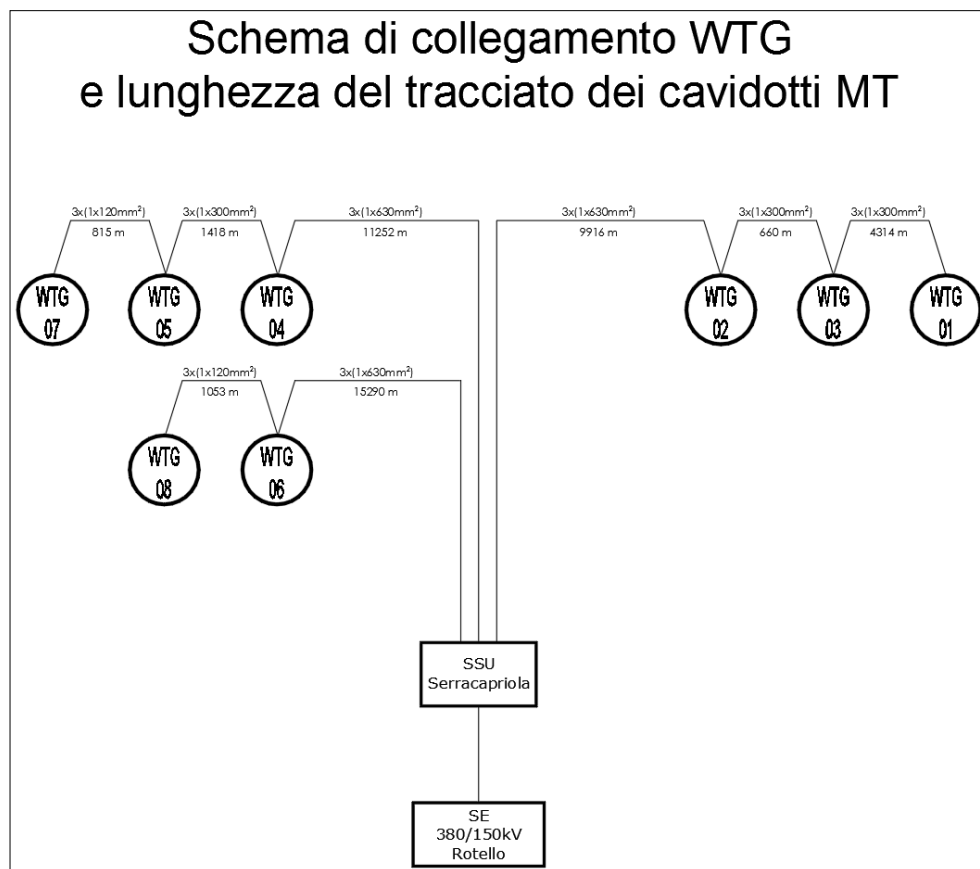 Schema di collegamento WTG
e lunghezza del tracciato dei cavidotti MT
3x(1x120mm²)
815 m
3x(1x300mm²)
1418 m
3x(1x630mm²)
11252 m
3x(1x630mm²)
9916 m
3x(1x300mm²)
660 m
3x(1x300mm²)
4314 m
WTG
07
WTG
05
WTG
04
WTG
02
WTG
03
WTG
01
3x(1x120mm²)
1053 m
3x(1x630mm²)
15290 m
WTG
08
WTG
06
SSU
Serracapriola
SE
380/150kV
Rotello